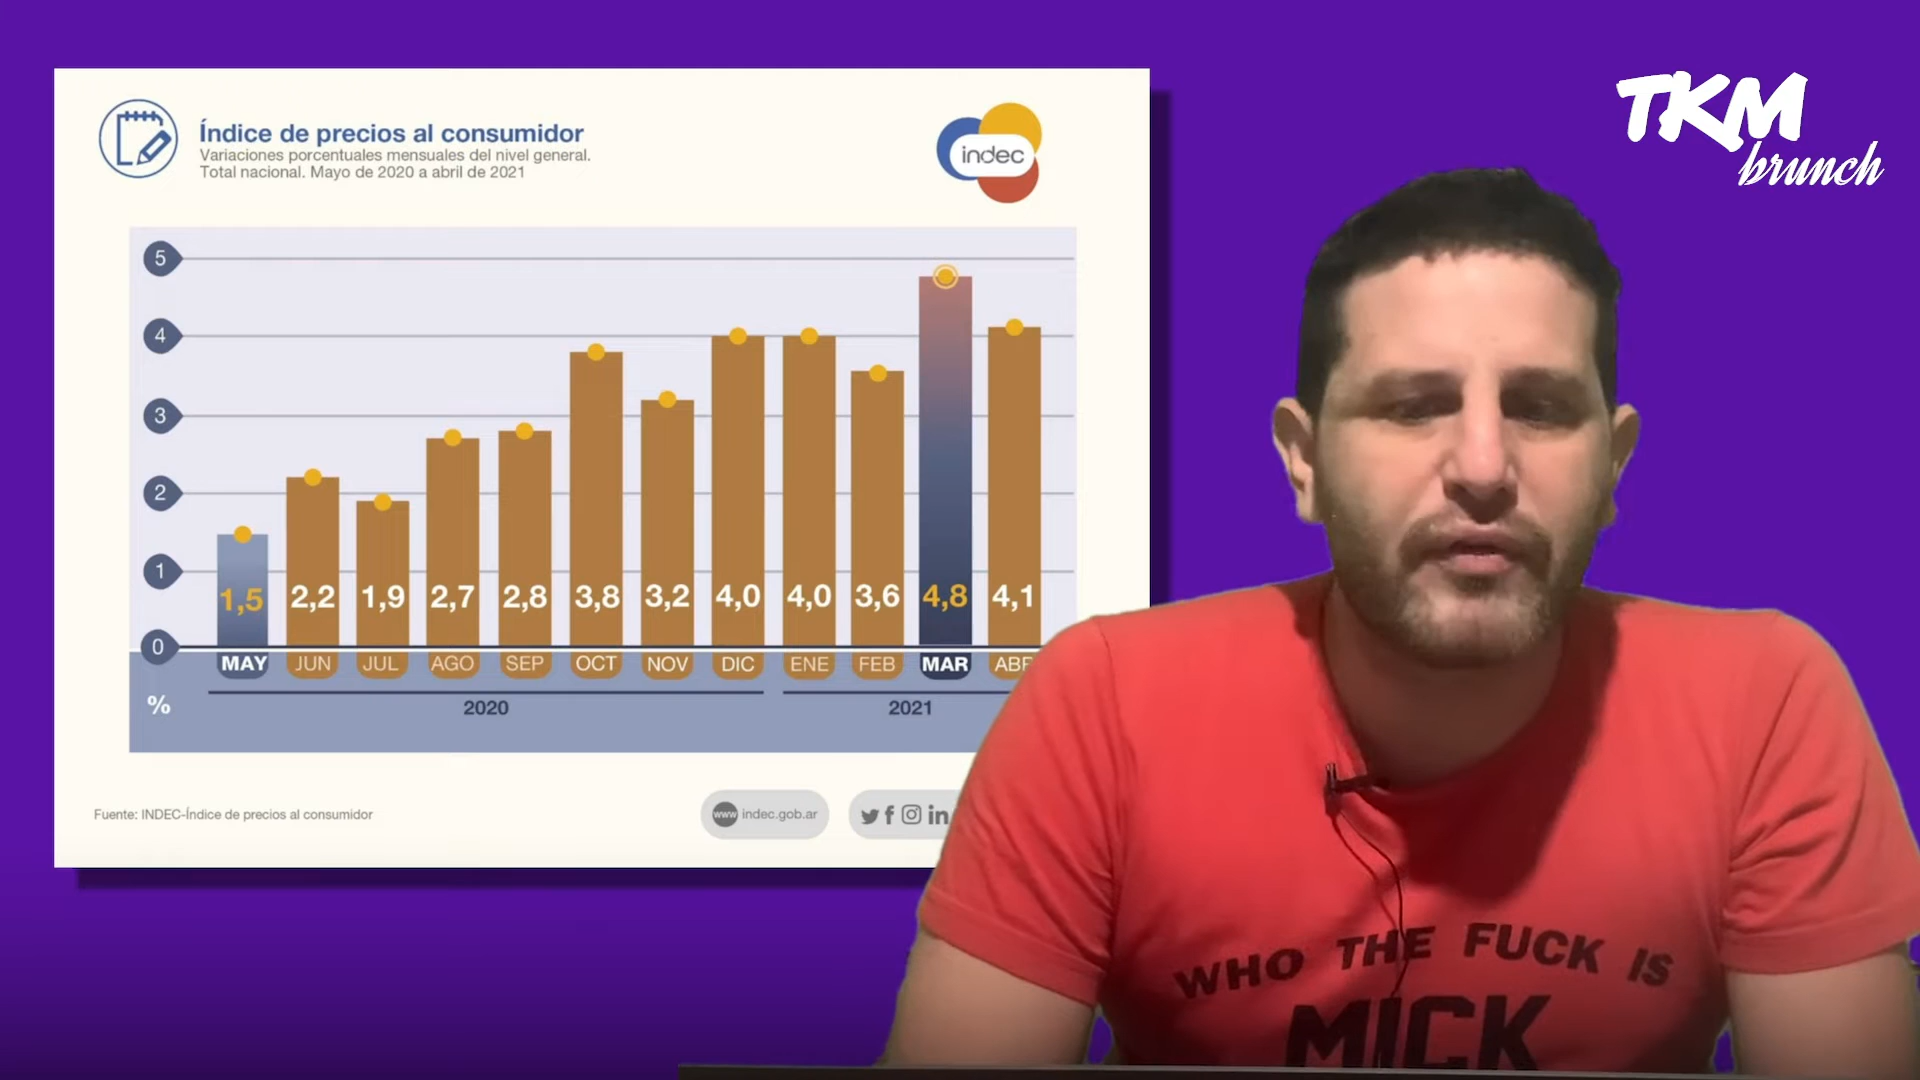 TKM
brunch
Índice de precios al consumidor
Variaciones porcentuales mensuales del nivel general.
Total nacional. Mayo de 2020 a abril de 2021
indec
5
4
3
2
1
0
1,5 2,2 1,9 2,7 2,8 3,8 3,2 4,0 4,0 3,6 4,8 4,1
MAY JUN JUL AGO SEP OCT NOV DIC ENE FEB MAR ABR
%
2020 2021
Fuente: INDEC-Índice de precios al consumidor
www indec.gob.ar
WHO THE FUCK IS
MICK